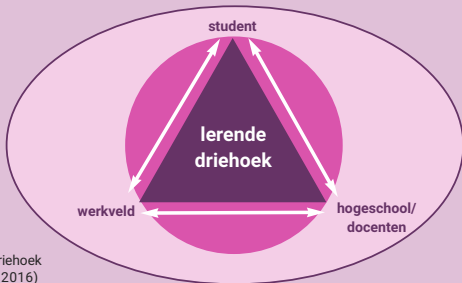 student
lerende
driehoek
werkveld
hogeschool/
docenten
riehoek
2016)